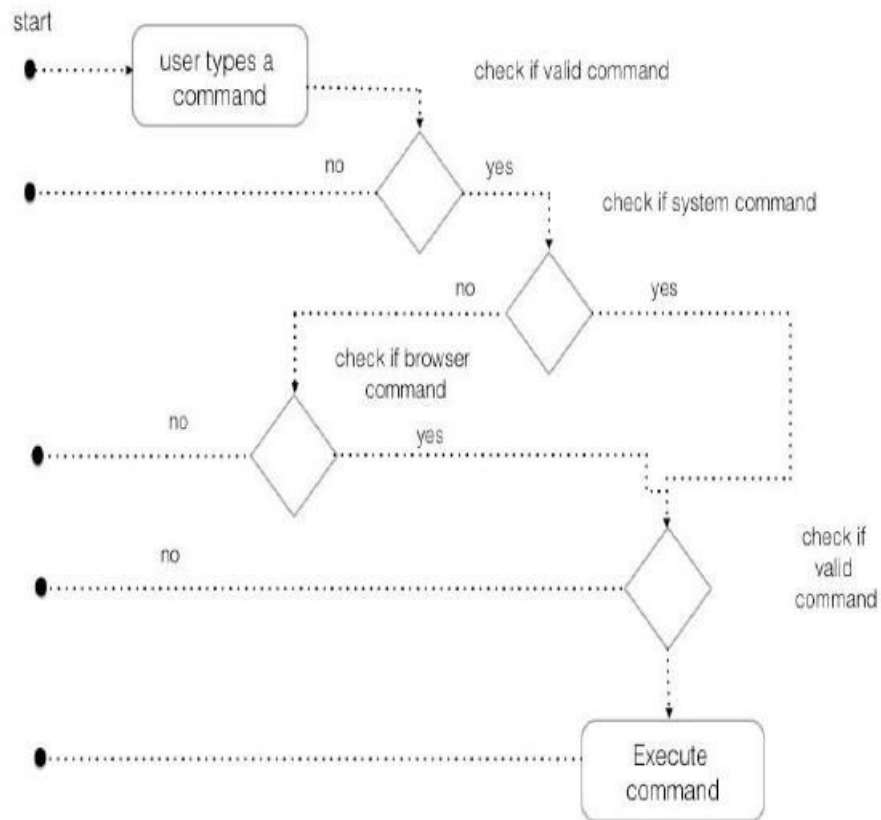 start
user types a
command
check if valid command
no
yes
check if system command
no
yes
check if browser
command
no
yes
no
check if
valid
command
Execute
command